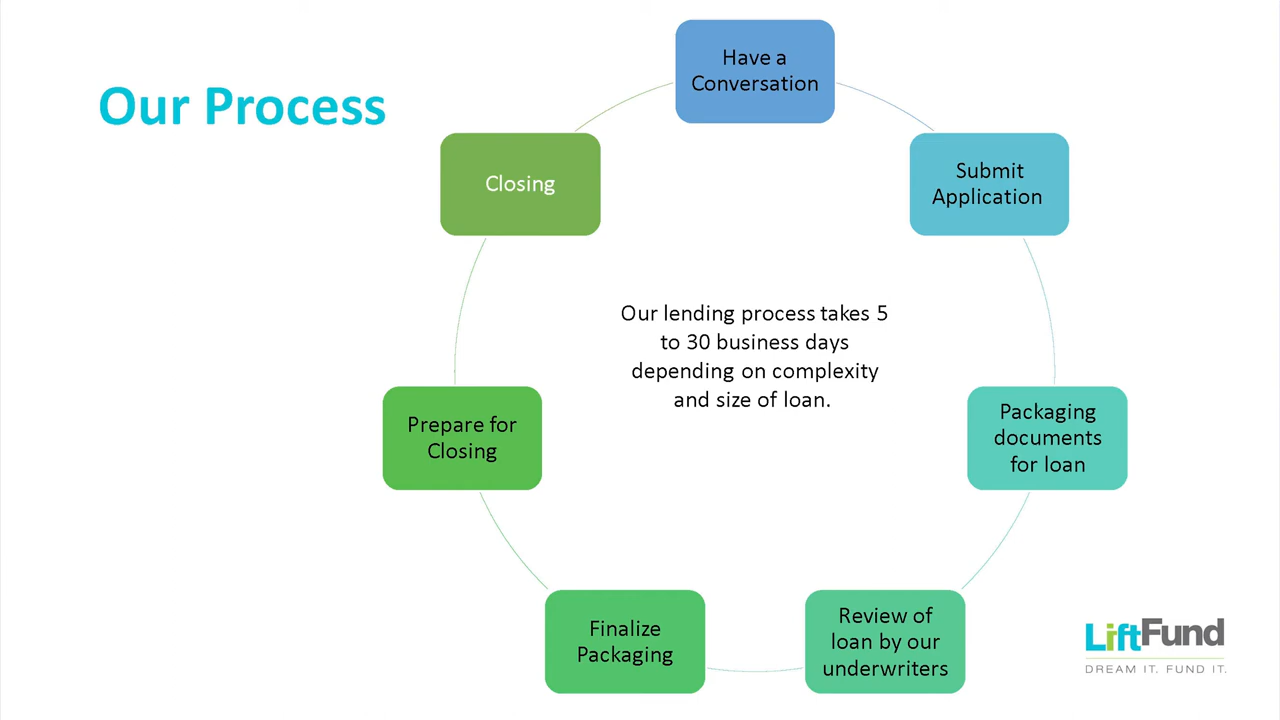 Our Process
Have a
Conversation
Submit
Application
Packaging
documents
for loan
Review of
loan by our
underwriters
Finalize
Packaging
Prepare for
Closing
Closing
Our lending process takes 5
to 30 business days
depending on complexity
and size of loan.
LiftFund
DREAM IT. FUND IT.